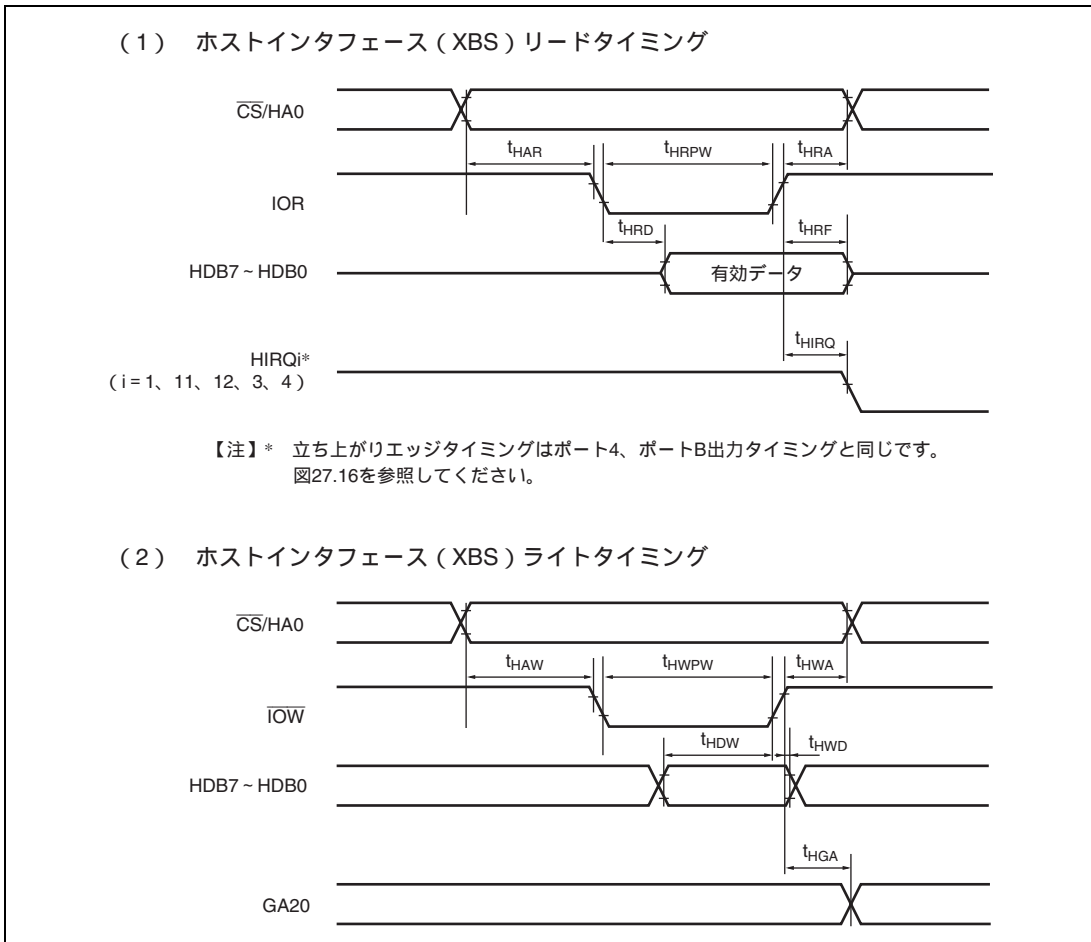 （1） ホストインタフェース（XBS）リードタイミング
CS/HA0
tHAR tHRPW tHRA
IOR
tHRD tHRF
HDB7～HDB0 有効データ
tHIRQ
HIRQi*
（i = 1、11、12、3、4）
【注】* 立ち上がりエッジタイミングはポート4、ポートB出力タイミングと同じです。
図27.16を参照してください。
（2） ホストインタフェース（XBS）ライトタイミング
CS/HA0
tHAW tHWPW tHWA
IOW
tHDW tHWD
HDB7～HDB0
tHGA
GA20